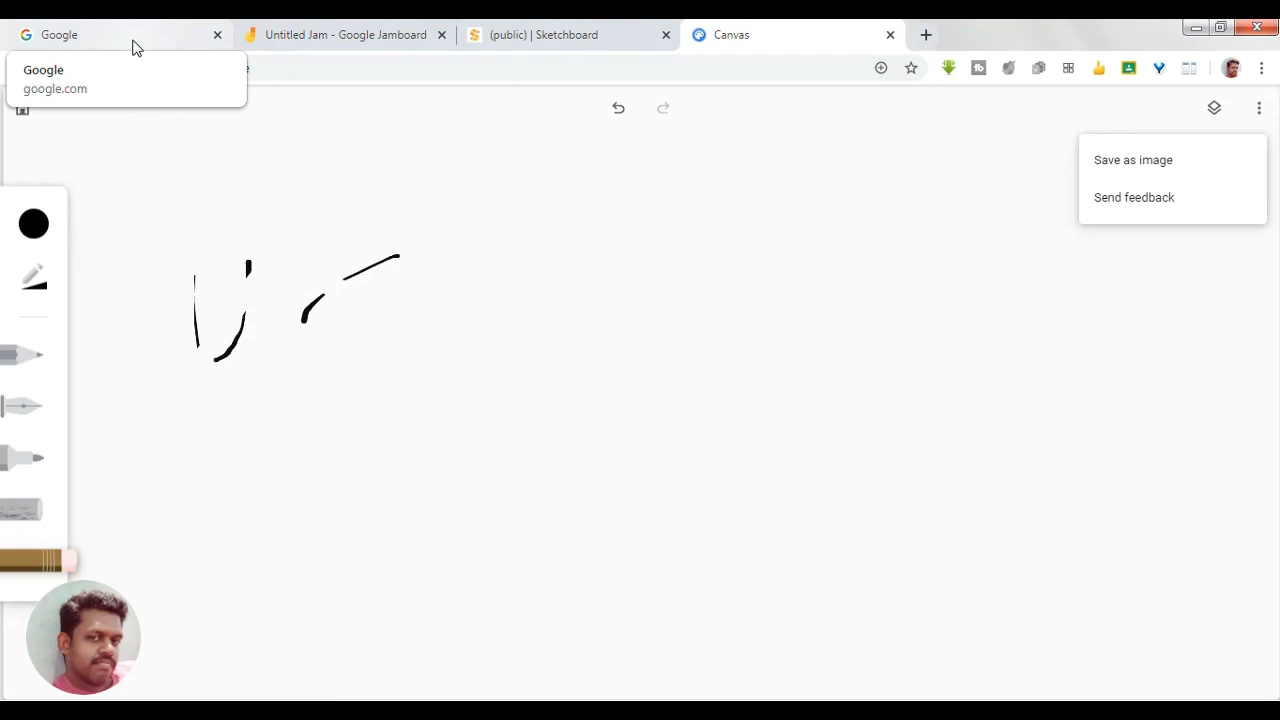 Google
Untitled Jam - Google Jamboard
(public) | Sketchboard
Canvas
Google
google.com
Save as image
Send feedback